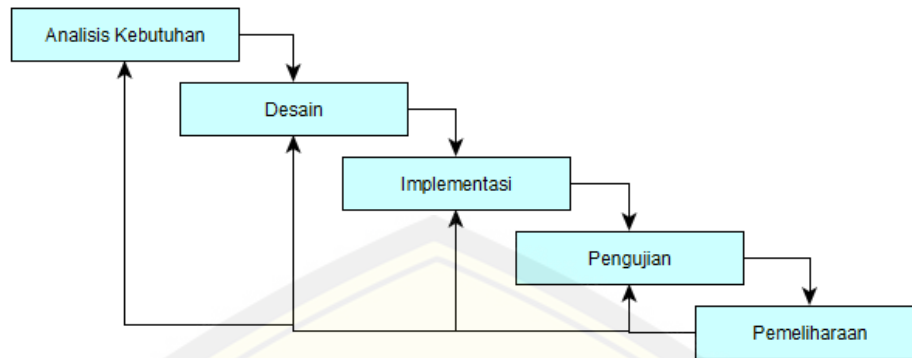 Analisis Kebutuhan
Desain
Implementasi
Pengujian
Pemeliharaan